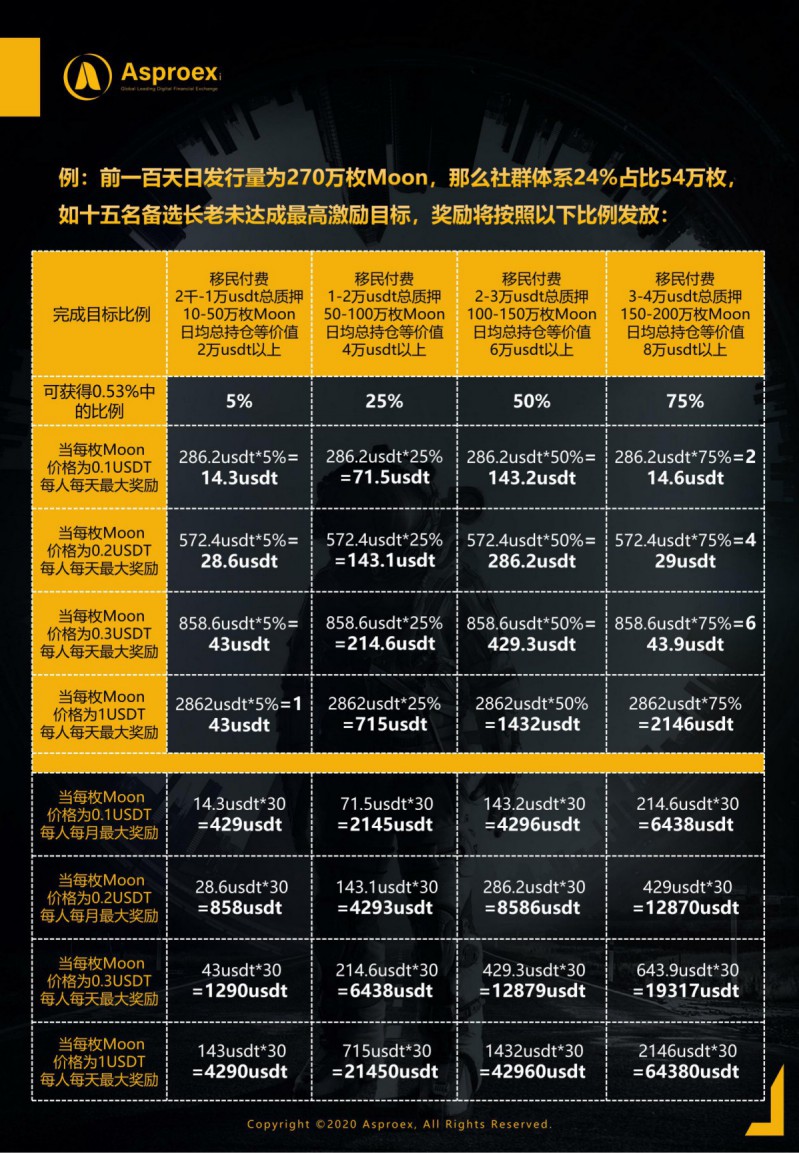 Asproex
Global Leading Digital Financial Exchange
例：前一百天日发行量为270万枚Moon，那么社群体系24%占比54万枚，
如十五名备选长老未达成最高激励目标，奖励将按照以下比例发放：
完成目标比例
移民付费
2千-1万usdt总质押
10-50万枚Moon
日均总持仓等价值
2万usdt以上
移民付费
1-2万usdt总质押
50-100万枚Moon
日均总持仓等价值
4万usdt以上
移民付费
2-3万usdt总质押
100-150万枚Moon
日均总持仓等价值
6万usdt以上
移民付费
3-4万usdt总质押
150-200万枚Moon
日均总持仓等价值
8万usdt以上
可获得0.53%中
的比例
5%
25%
50%
75%
当每枚Moon
价格为0.1USDT
每人每天最大奖励
286.2usdt*5%=
14.3usdt
286.2usdt*25%
=71.5usdt
286.2usdt*50%=
143.2usdt
286.2usdt*75%=2
14.6usdt
当每枚Moon
价格为0.2USDT
每人每天最大奖励
572.4usdt*5%=
28.6usdt
572.4usdt*25%
=143.1usdt
572.4usdt*50%=
286.2usdt
572.4usdt*75%=4
29usdt
当每枚Moon
价格为0.3USDT
每人每天最大奖励
858.6usdt*5%=
43usdt
858.6usdt*25%
=214.6usdt
858.6usdt*50%=
429.3usdt
858.6usdt*75%=6
43.9usdt
当每枚Moon
价格为1USDT
每人每天最大奖励
2862usdt*5%=1
43usdt
2862usdt*25%
=715usdt
2862usdt*50%
=1432usdt
2862usdt*75%
=2146usdt
当每枚Moon
价格为0.1USDT
每人每月最大奖励
14.3usdt*30
=429usdt
71.5usdt*30
=2145usdt
143.2usdt*30
=4296usdt
214.6usdt*30
=6438usdt
当每枚Moon
价格为0.2USDT
每人每月最大奖励
28.6usdt*30
=858usdt
143.1usdt*30
=4293usdt
286.2usdt*30
=8586usdt
429usdt*30
=12870usdt
当每枚Moon
价格为0.3USDT
每人每天最大奖励
43usdt*30
=1290usdt
214.6usdt*30
=6438usdt
429.3usdt*30
=12879usdt
643.9usdt*30
=19317usdt
当每枚Moon
价格为1USDT
每人每天最大奖励
143usdt*30
=4290usdt
715usdt*30
=21450usdt
1432usdt*30
=42960usdt
2146usdt*30
=64380usdt
Copyright ©2020 Asproex, All Rights Reserved.